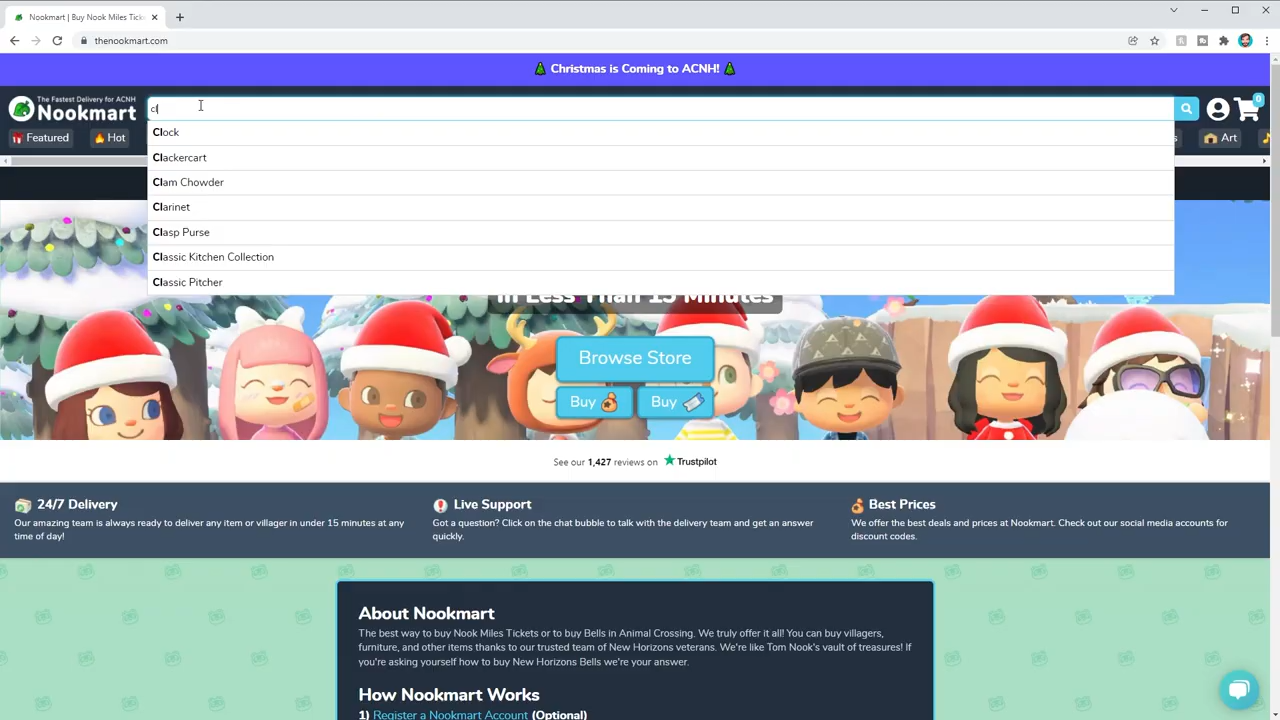 Nookmart | Buy Nook Miles Ticke
thenookmart.com
Christmas is Coming to ACNH!
The Fastest Delivery for ACNH
Nookmart
cl
0
Featured
Hot
Art
Clock
Clackercart
Clam Chowder
Clarinet
Clasp Purse
Classic Kitchen Collection
Classic Pitcher
in Less Than 15 Minutes
Browse Store
Buy
Buy
See our 1,427 reviews on Trustpilot
24/7 Delivery
Our amazing team is always ready to deliver any item or villager in under 15 minutes at any
time of day!
Live Support
Got a question? Click on the chat bubble to talk with the delivery team and get an answer
quickly.
Best Prices
We offer the best deals and prices at Nookmart. Check out our social media accounts for
discount codes.
About Nookmart
The best way to buy Nook Miles Tickets or to buy Bells in Animal Crossing. We truly offer it all! You can buy villagers,
furniture, and other items thanks to our trusted team of New Horizons veterans. We're like Tom Nook's vault of treasures! If
you're asking yourself how to buy New Horizons Bells we're your answer.
How Nookmart Works
1) Register a Nookmart Account (Optional)